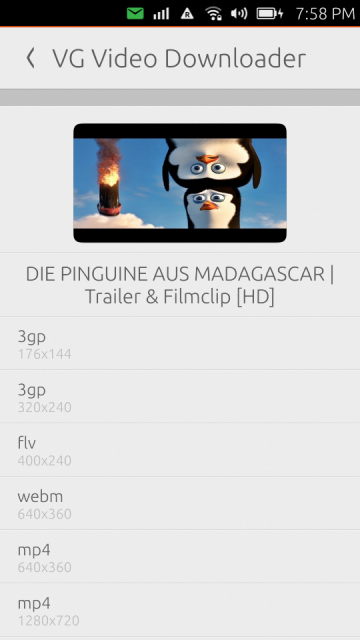 7:58 PM
VG Video Downloader
DIE PINGUINE AUS MADAGASCAR |
Trailer & Filmclip [HD]
3gp
176x144
3gp
320x240
flv
400x240
webm
640x360
mp4
640x360
mp4
1280x720